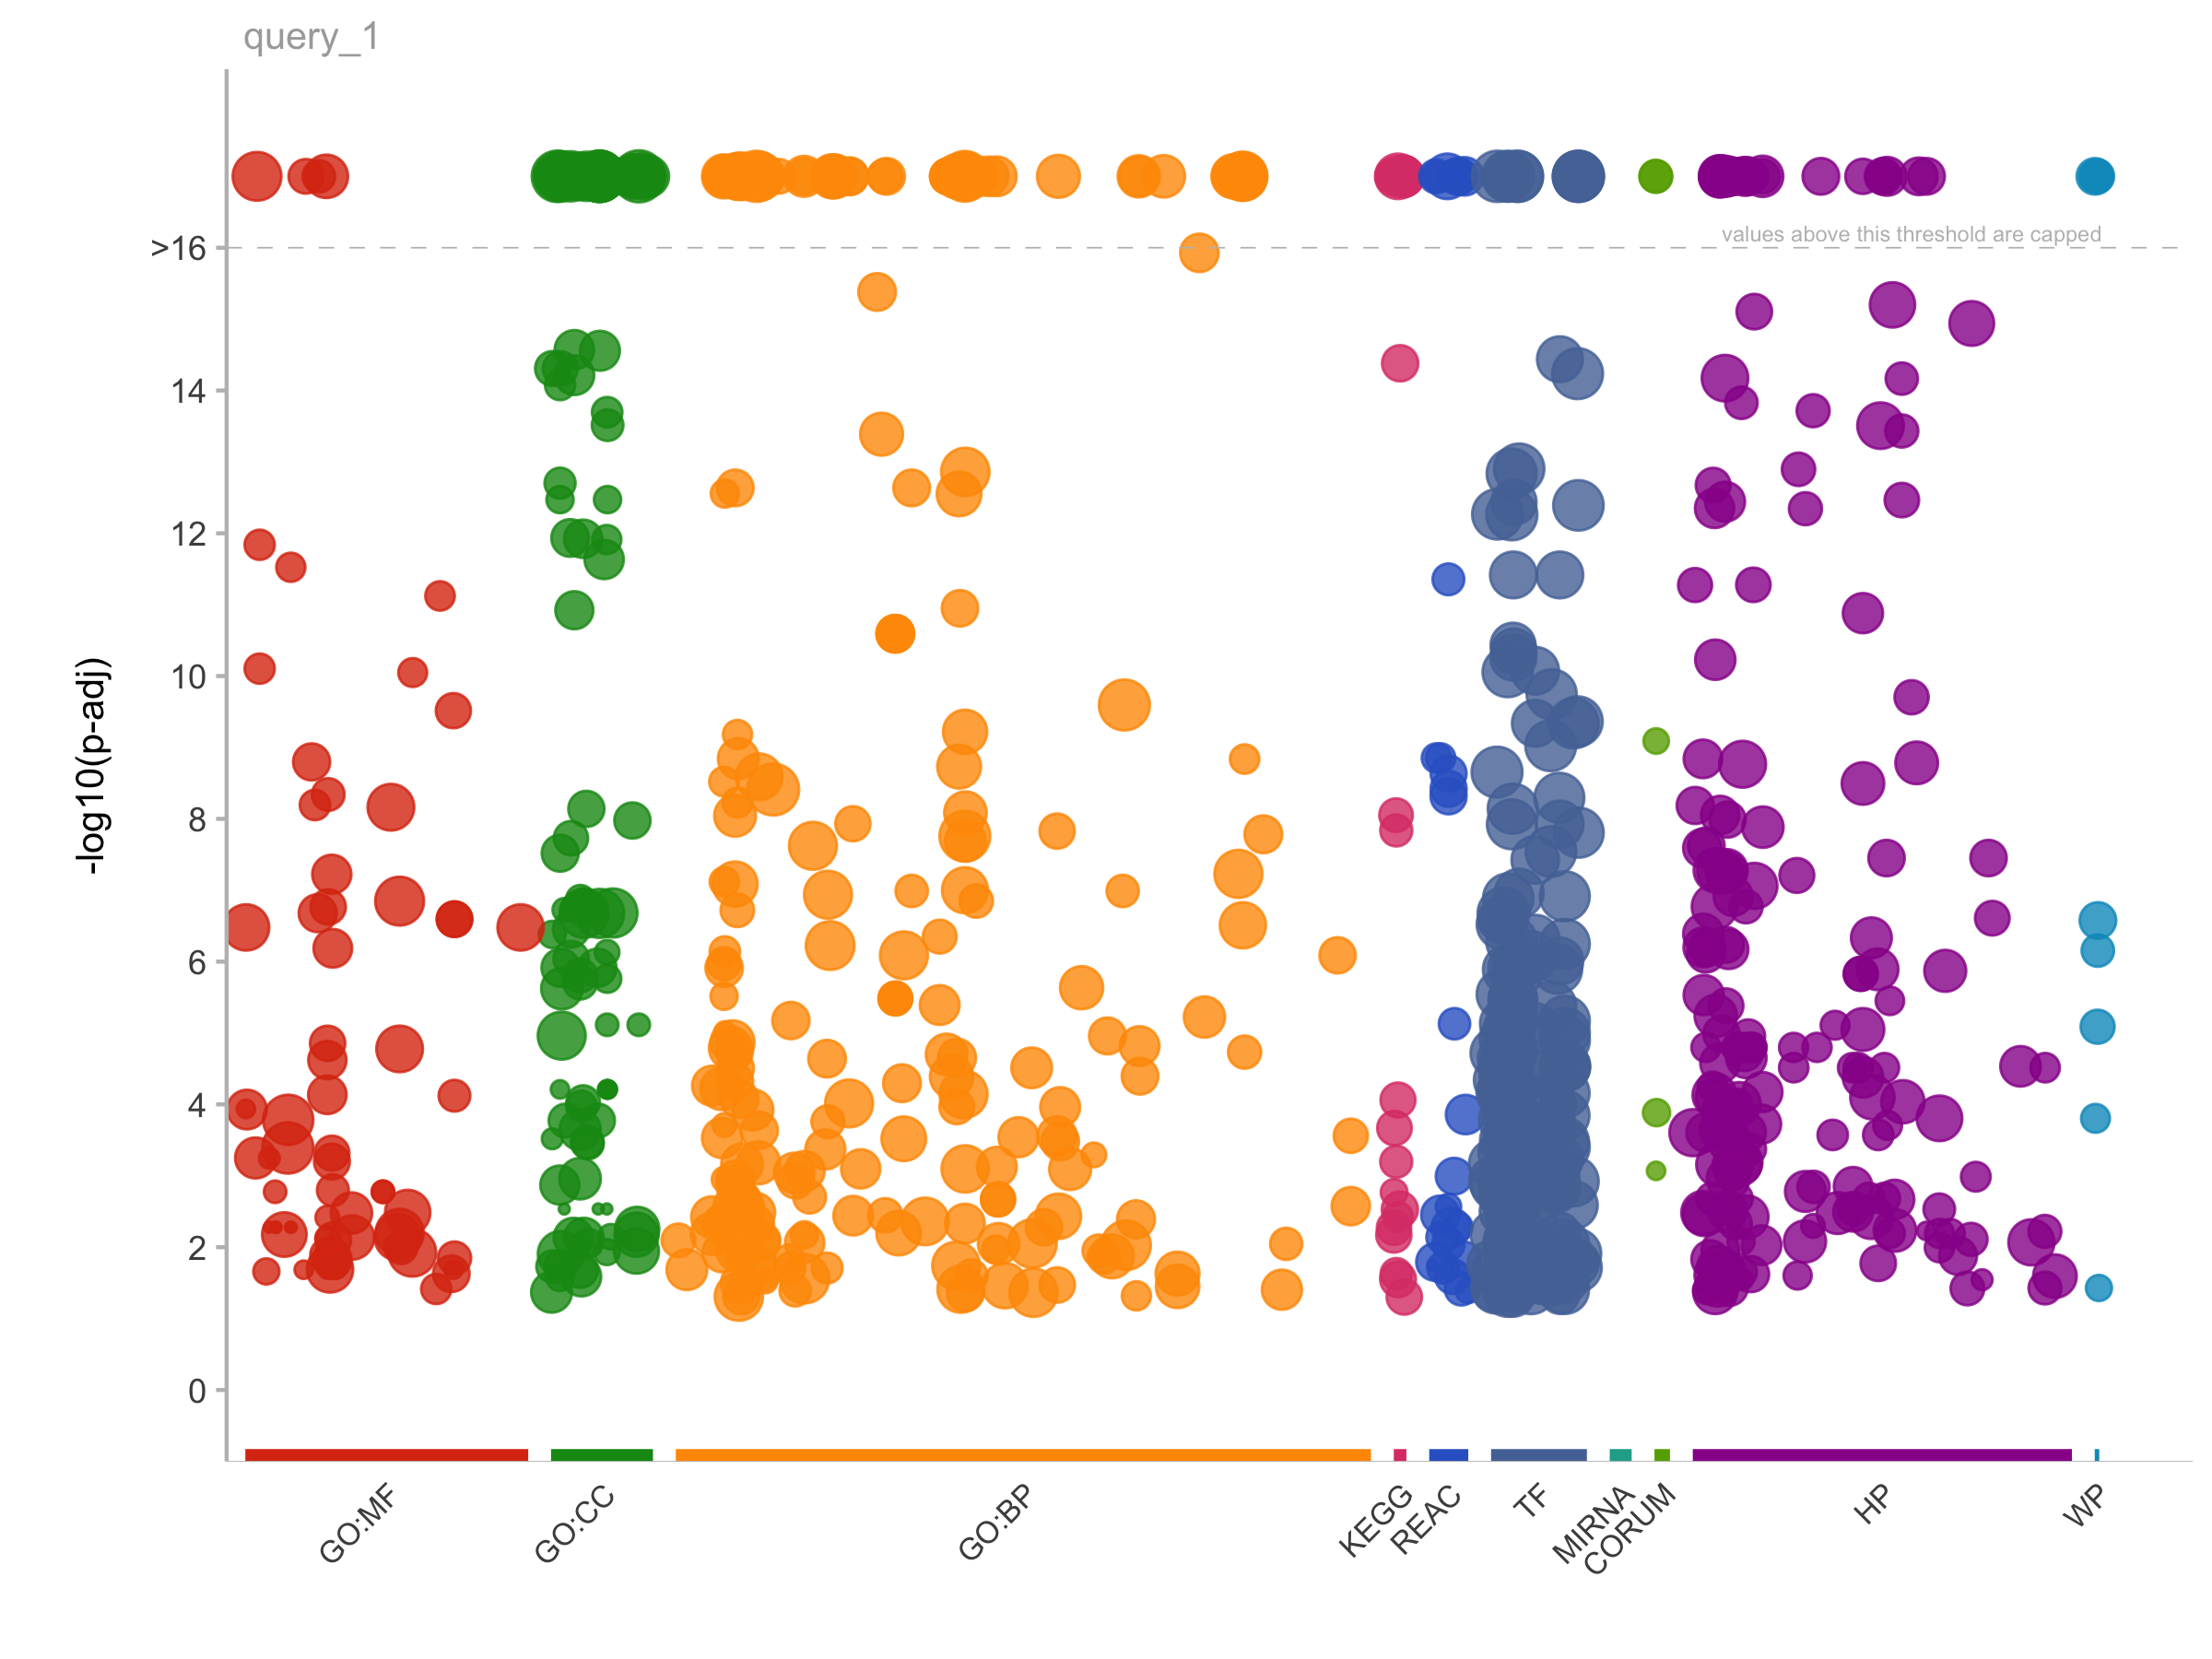 query_1
values above this threshold are capped
>16
14
12
10
8
6
4
2
0
-log10(p-adj)
GO:MF
GO:CC
GO:BP
KEGG
REAC
TF
MIRNA
CORUM
HP
WP